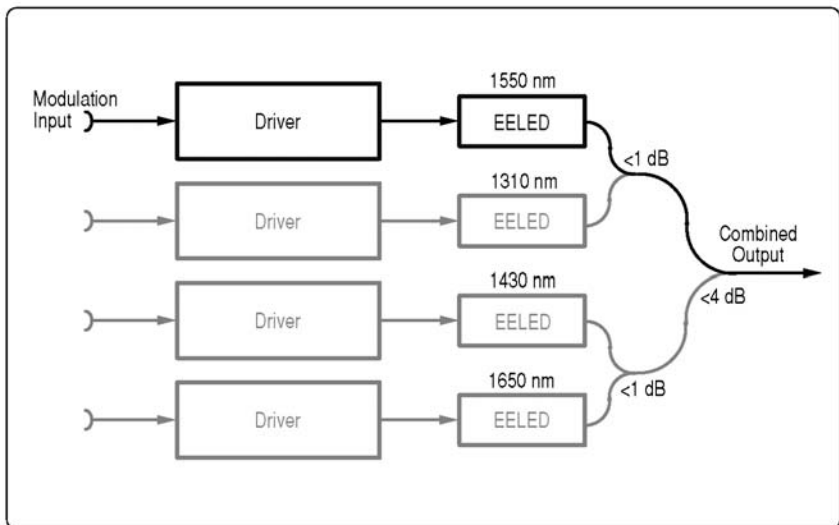 Modulation
Input
Driver
1550 nm
EELED
<1 dB
Driver
1310 nm
EELED
Combined
Output
<4 dB
Driver
1430 nm
EELED
<1 dB
Driver
1650 nm
EELED